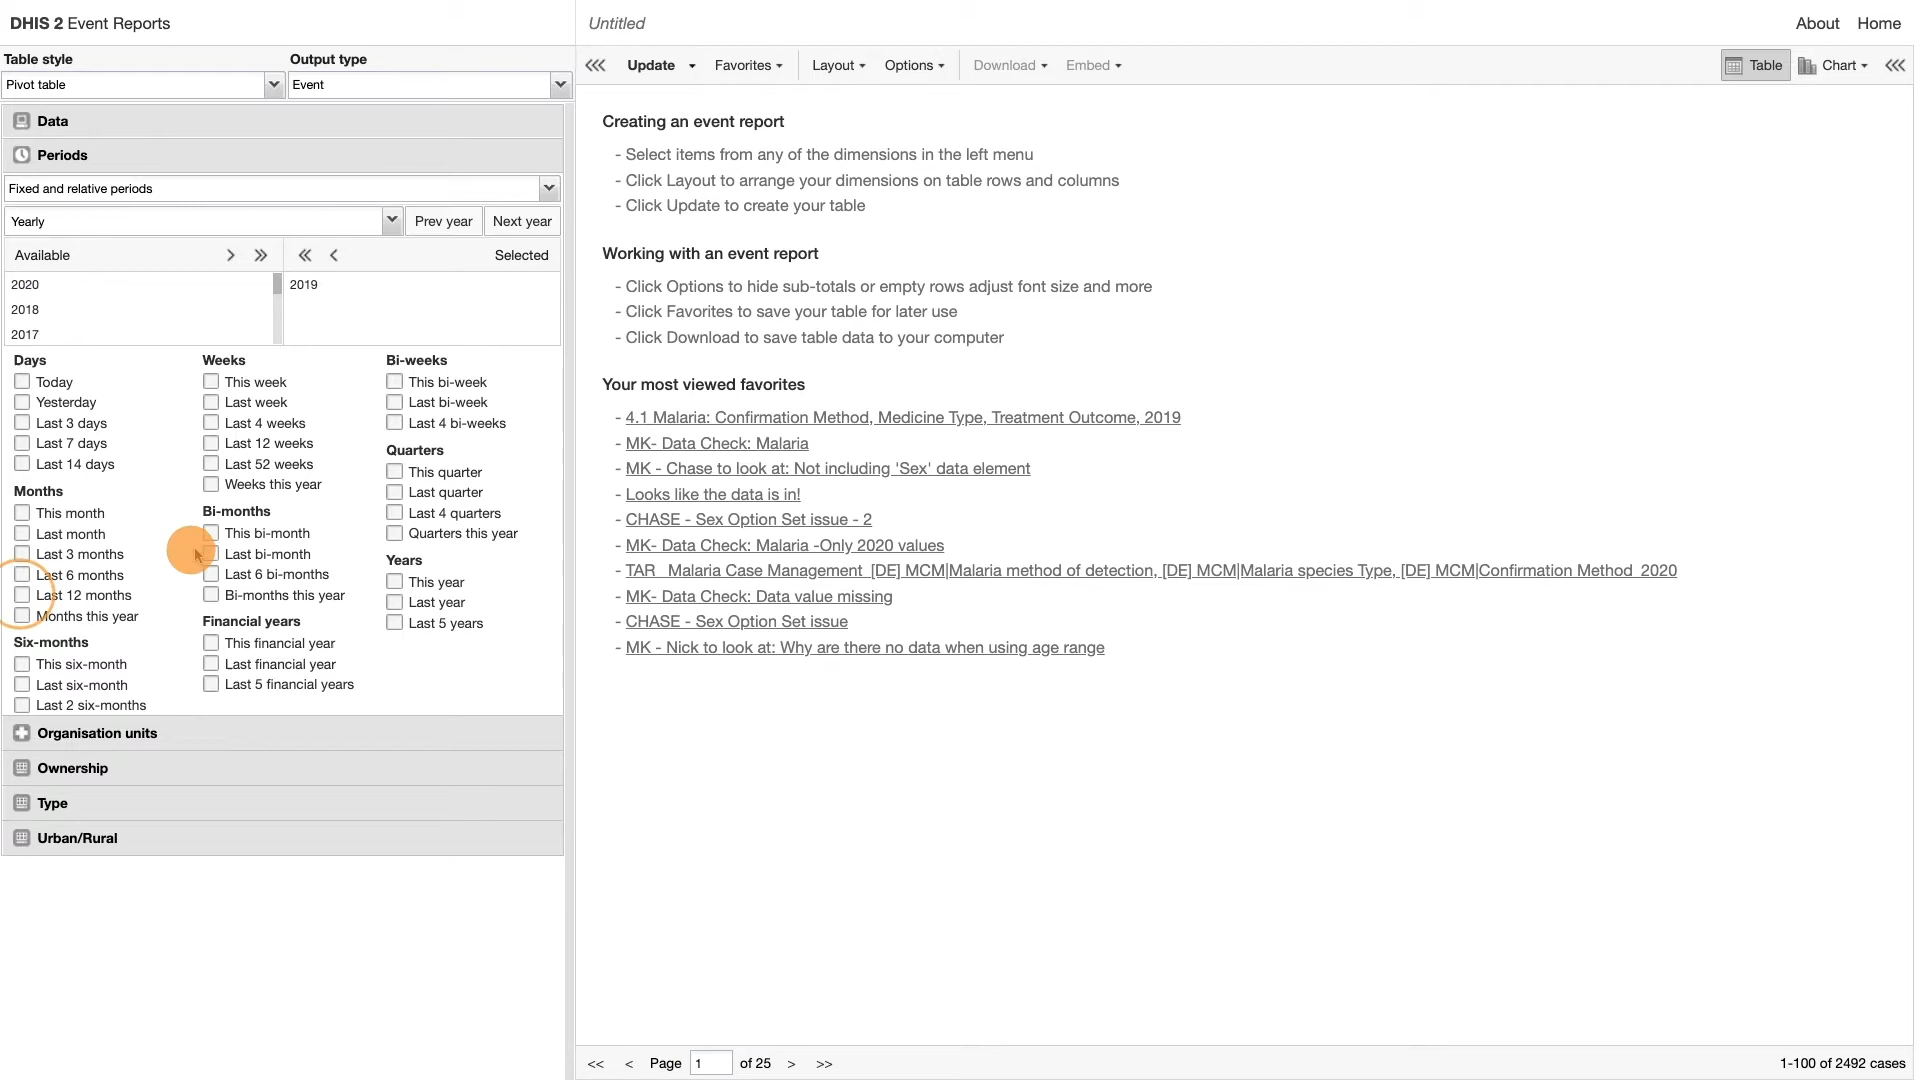 DHIS 2 Event Reports
Untitled
About Home
Table style
Output type
Pivot table
Event
Update Favorites Layout Options Download Embed
Table Chart
Data
Periods
Fixed and relative periods
Yearly
Prev year Next year
Available
Selected
2020
2018
2017
2019
Days
Today
Yesterday
Last 3 days
Last 7 days
Last 14 days
Months
This month
Last month
Last 3 months
Last 6 months
Last 12 months
Months this year
Six-months
This six-month
Last six-month
Last 2 six-months
Weeks
This week
Last week
Last 4 weeks
Last 12 weeks
Last 52 weeks
Weeks this year
Bi-months
This bi-month
Last bi-month
Last 6 bi-months
Bi-months this year
Financial years
This financial year
Last financial year
Last 5 financial years
Bi-weeks
This bi-week
Last bi-week
Last 4 bi-weeks
Quarters
This quarter
Last quarter
Last 4 quarters
Quarters this year
Years
This year
Last year
Last 5 years
Organisation units
Ownership
Type
Urban/Rural
Creating an event report
- Select items from any of the dimensions in the left menu
- Click Layout to arrange your dimensions on table rows and columns
- Click Update to create your table
Working with an event report
- Click Options to hide sub-totals or empty rows adjust font size and more
- Click Favorites to save your table for later use
- Click Download to save table data to your computer
Your most viewed favorites
- 4.1 Malaria: Confirmation Method, Medicine Type, Treatment Outcome, 2019
- MK- Data Check: Malaria
- MK - Chase to look at: Not including 'Sex' data element
- Looks like the data is in!
- CHASE - Sex Option Set issue - 2
- MK- Data Check: Malaria -Only 2020 values
- TAR_ Malaria Case Management_[DE] MCM|Malaria method of detection, [DE] MCM|Malaria species Type, [DE] MCM|Confirmation Method_2020
- MK- Data Check: Data value missing
- CHASE - Sex Option Set issue
- MK - Nick to look at: Why are there no data when using age range
<< < Page 1 of 25 > >>
1-100 of 2492 cases